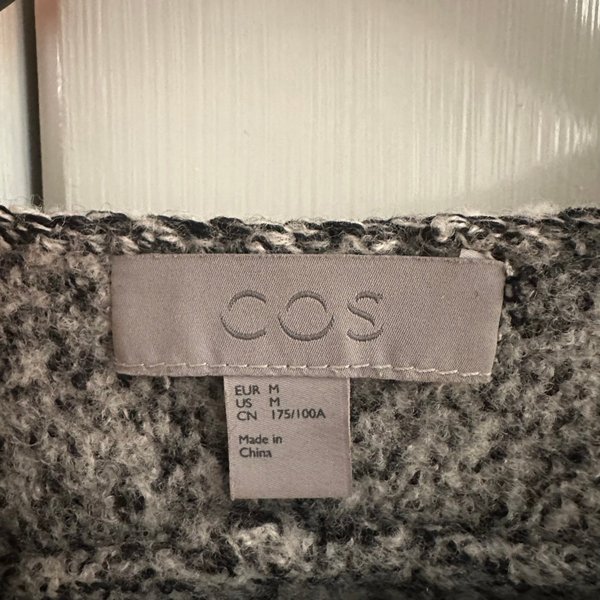 COS
EUR M
US M
CN 175/100A
Made in
China